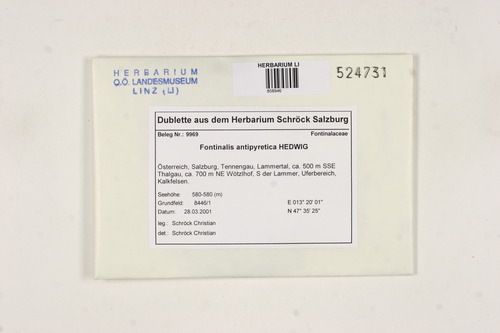 HERBARIUM
O.Ö. LANDESMUSEUM
LINZ (LI)
HERBARIUM LI
524731
Dublette aus dem Herbarium Schröck Salzburg
Beleg Nr.: 9969 Fontinalaceae
Fontinalis antipyretica HEDWIG
Österreich, Salzburg, Tennengau, Lammertal, ca. 500 m SSE
Thalgau, ca. 700 m NE Wötzlhof, S der Lammer, Uferbereich,
Kalkfelsen.
Seehöhe: 580-580 (m)
Grundfeld: 8446/1 E 013° 20' 01"
Datum: 28.03.2001 N 47° 35' 25"
leg.: Schröck Christian
det.: Schröck Christian